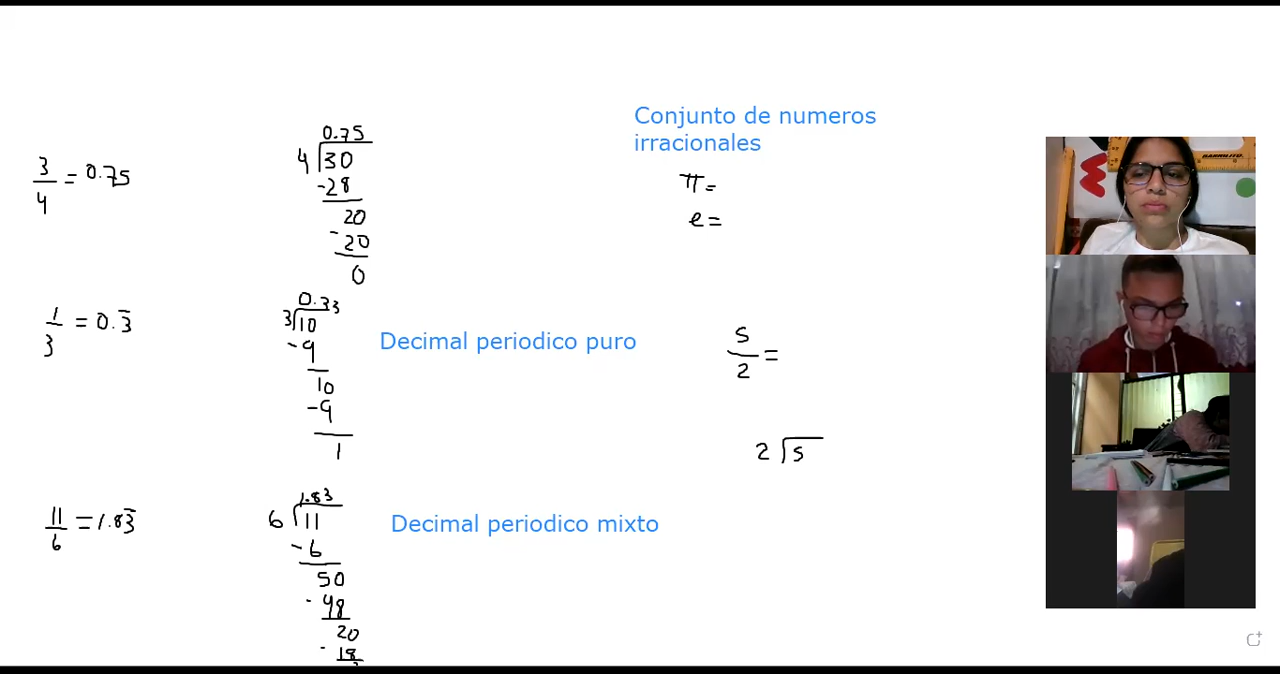 3/4 = 0.75
0.75
4 30
-28
20
-20
0
1/3 = 0.3̅
0.33
3 10
-9
10
-9
1
Decimal periodico puro
11/6 = 1.83̅
1.83
6 11
-6
50
-48
20
-18
Decimal periodico mixto
Conjunto de numeros
irracionales
π=
e=
5/2 =
2 5